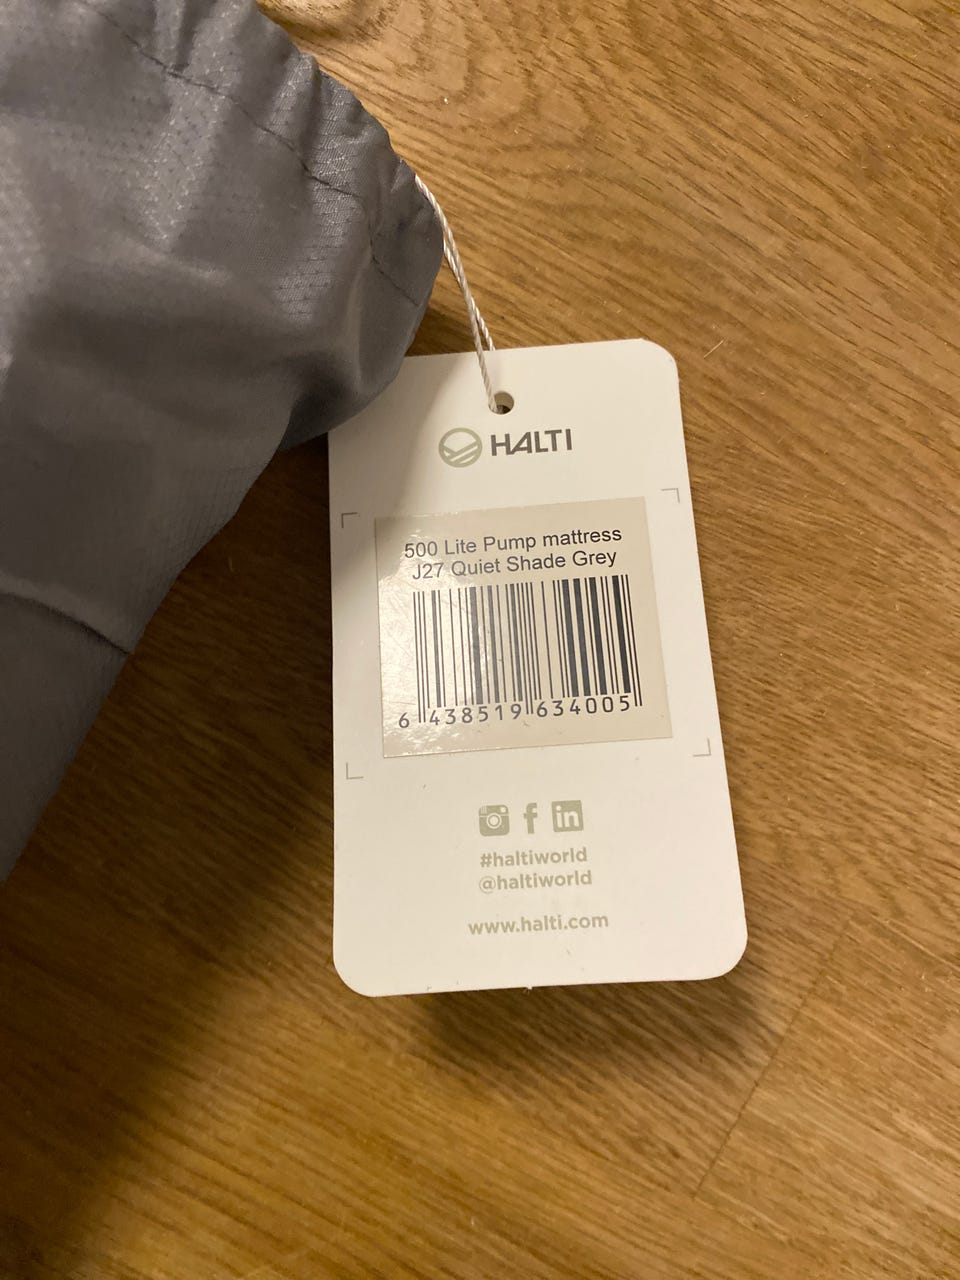 HALTI
500 Lite Pump mattress
J27 Quiet Shade Grey
6 438519 634005
#haltiworld
@haltiworld
www.halti.com